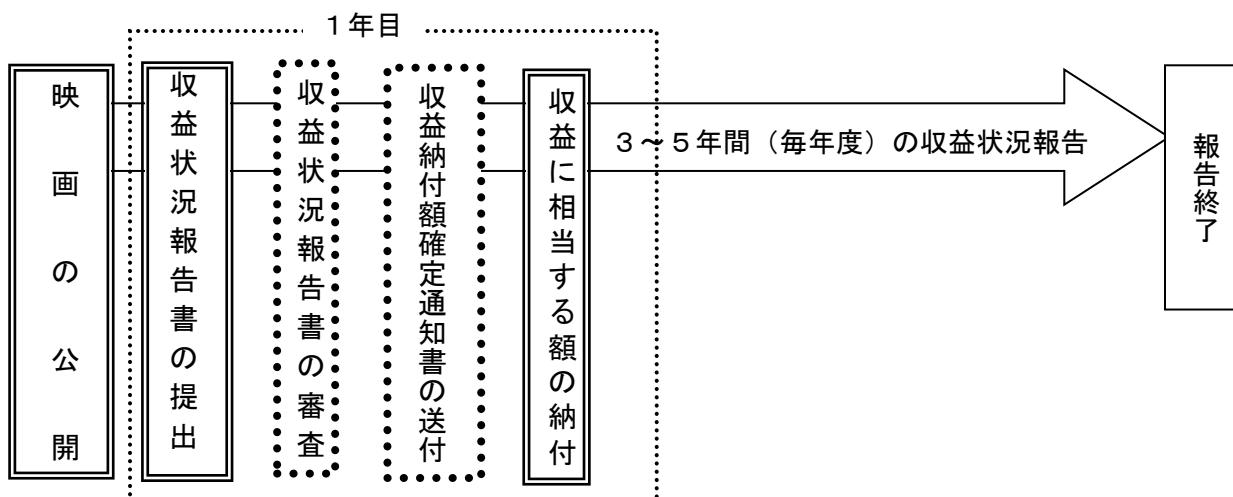 １年目
映画の公開
収益状況報告書の提出
収益状況報告書の審査
収益納付額確定通知書の送付
収益に相当する額の納付
３～５年間（毎年度）の収益状況報告
報告終了